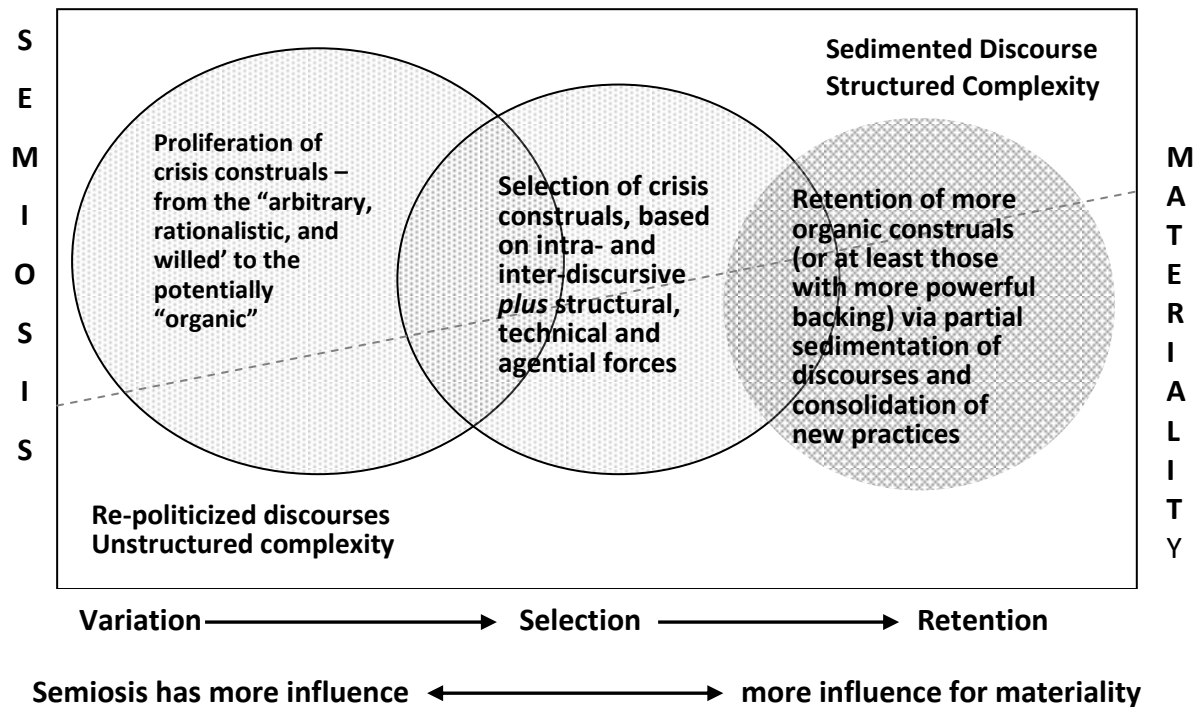 SEMIOSIS
Sedimented Discourse
Structured Complexity
Proliferation of
crisis construals –
from the “arbitrary,
rationalistic, and
willed’ to the
potentially
“organic”
Selection of crisis
construals, based
on intra- and
inter-discursive
plus structural,
technical and
agential forces
Retention of more
organic construals
(or at least those
with more powerful
backing) via partial
sedimentation of
discourses and
consolidation of
new practices
MATERIALITY
Re-politicized discourses
Unstructured complexity
Variation Selection Retention
Semiosis has more influence more influence for materiality